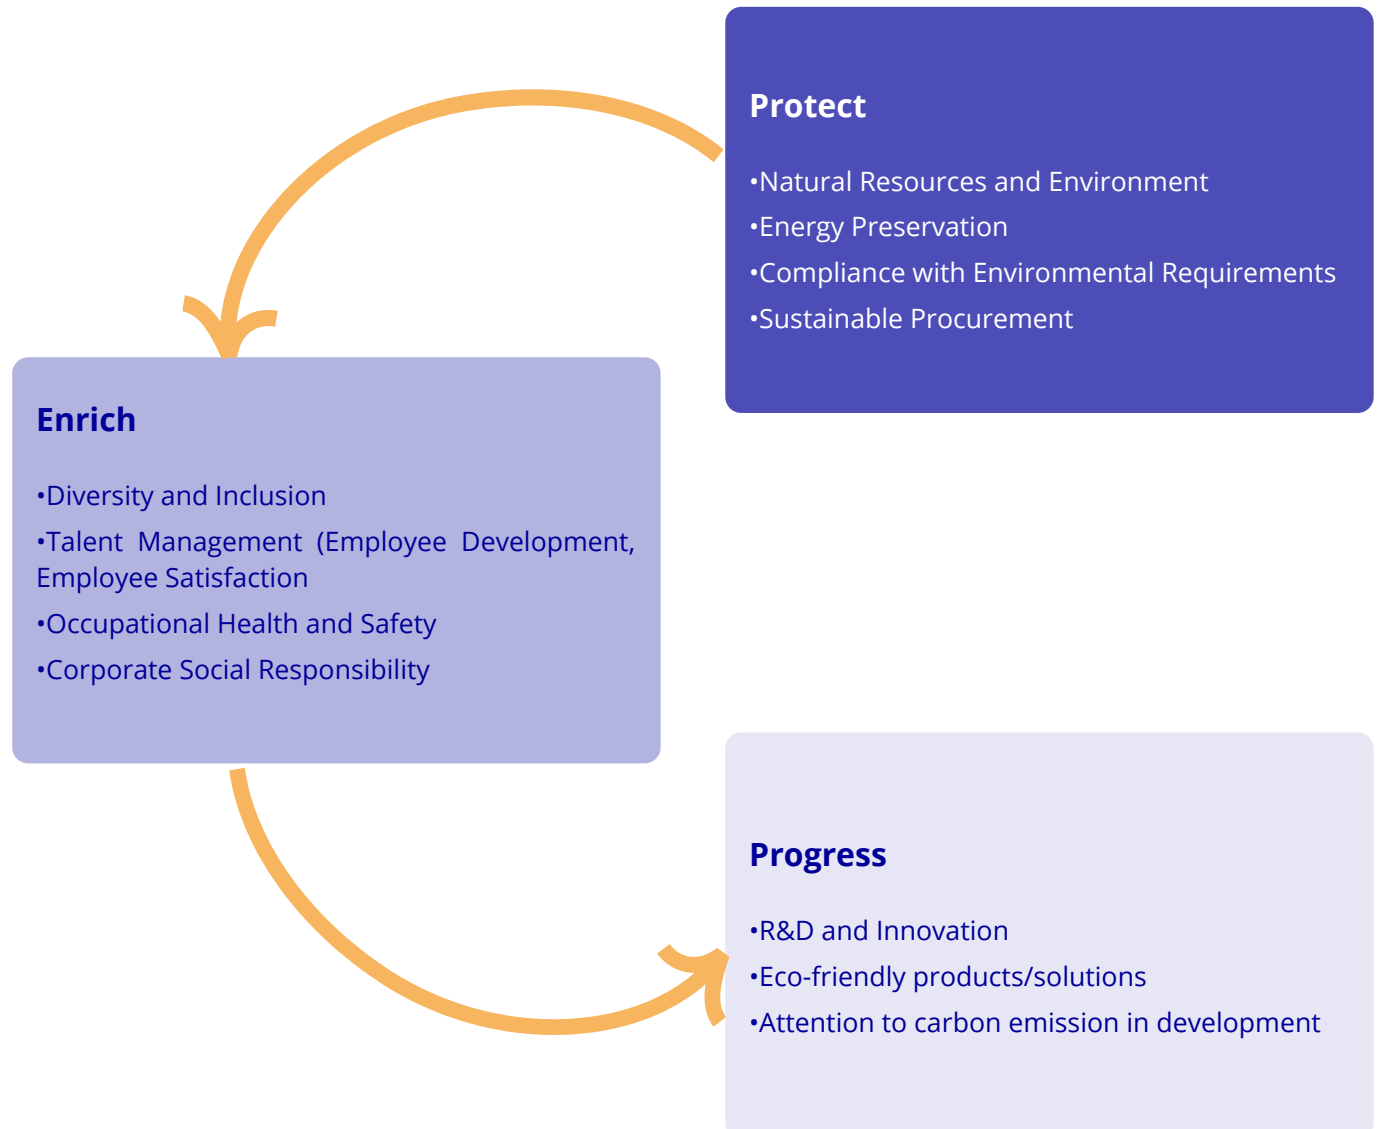 Protect
•Natural Resources and Environment
•Energy Preservation
•Compliance with Environmental Requirements
•Sustainable Procurement
Enrich
•Diversity and Inclusion
•Talent Management (Employee Development,
Employee Satisfaction
•Occupational Health and Safety
•Corporate Social Responsibility
Progress
•R&D and Innovation
•Eco-friendly products/solutions
•Attention to carbon emission in development